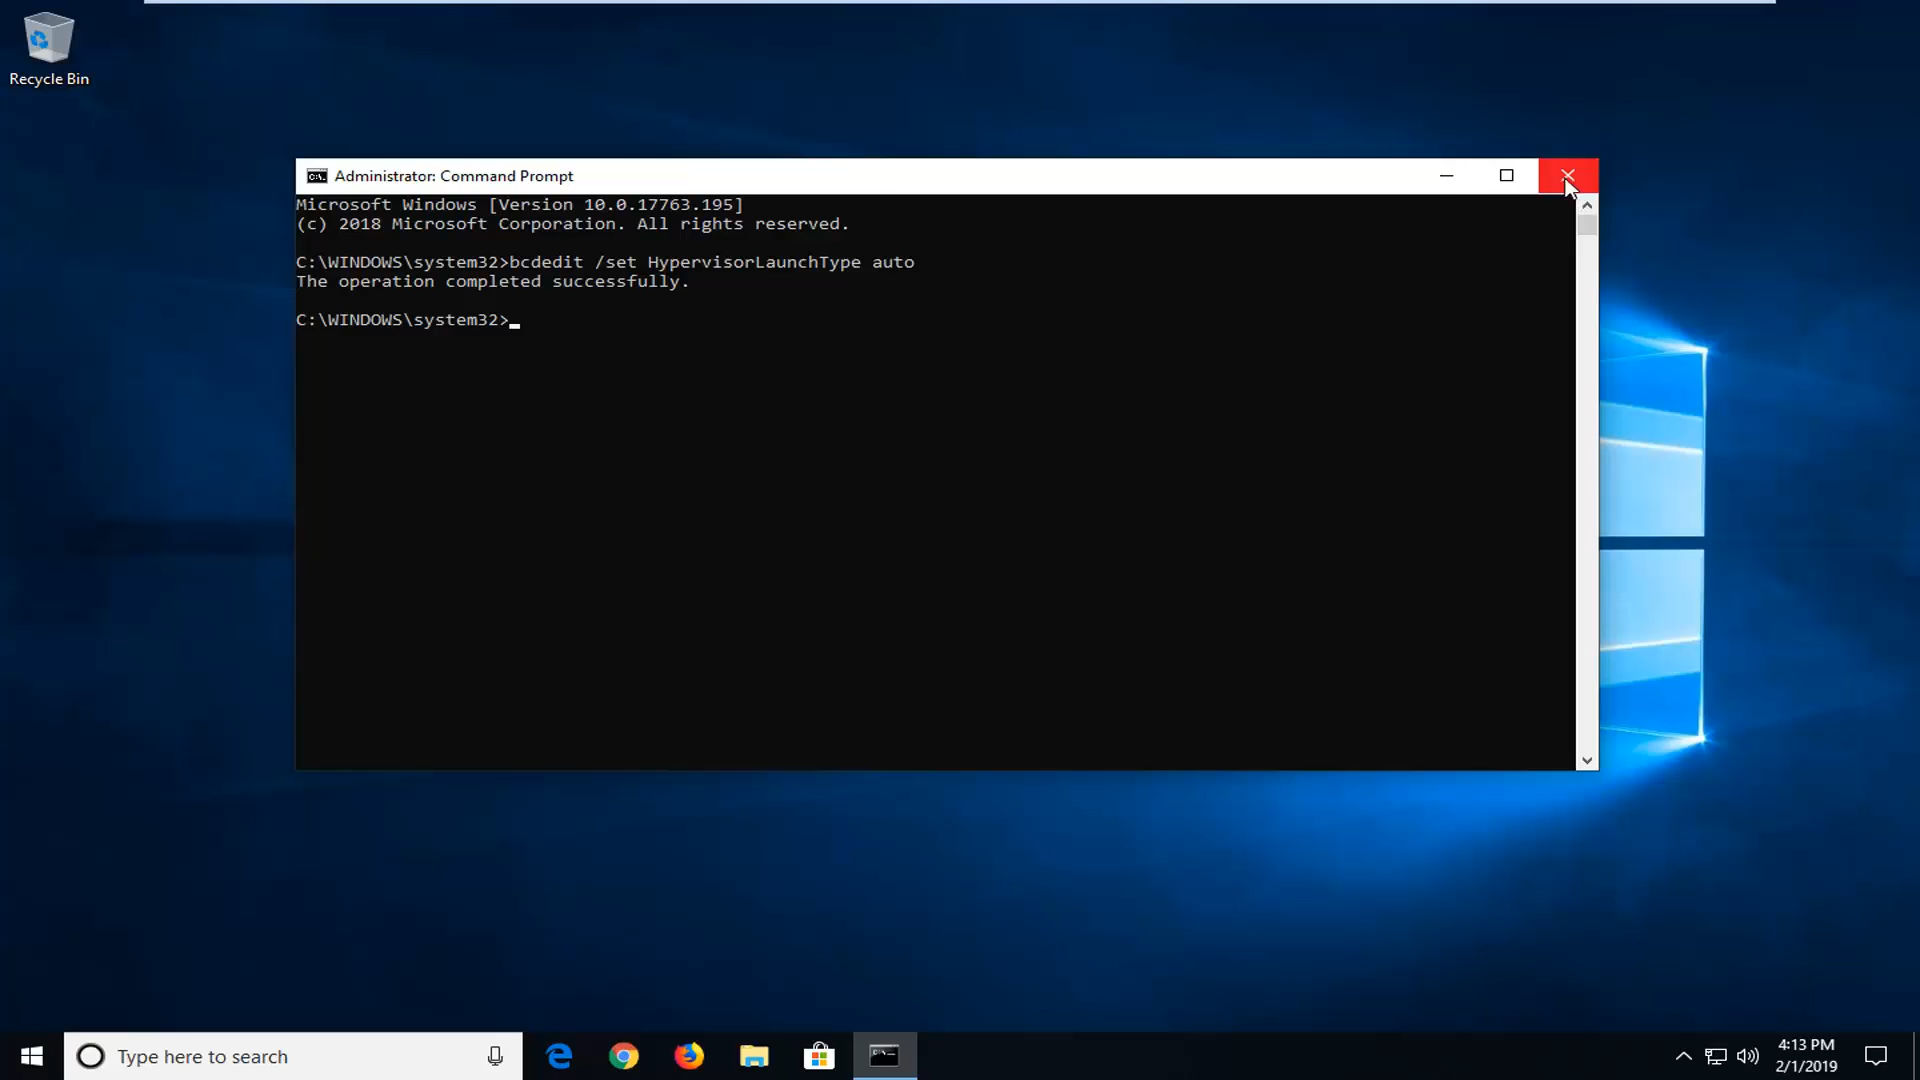 Recycle Bin
Administrator: Command Prompt
Microsoft Windows [Version 10.0.17763.195]
(c) 2018 Microsoft Corporation. All rights reserved.
C:\WINDOWS\system32>bcdedit /set HypervisorLaunchType auto
The operation completed successfully.
C:\WINDOWS\system32>
Type here to search
4:13 PM
2/1/2019